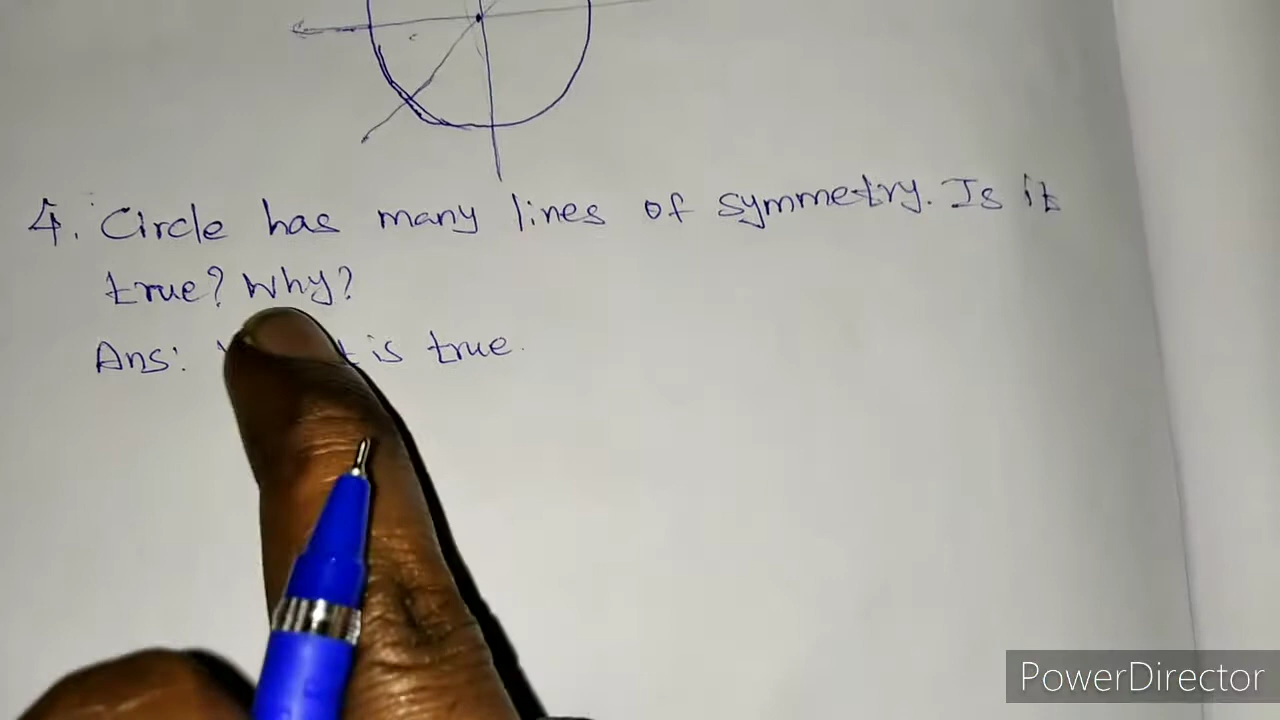 4. Circle has many lines of symmetry. Is it
true? Why?
Ans: is true.
PowerDirector